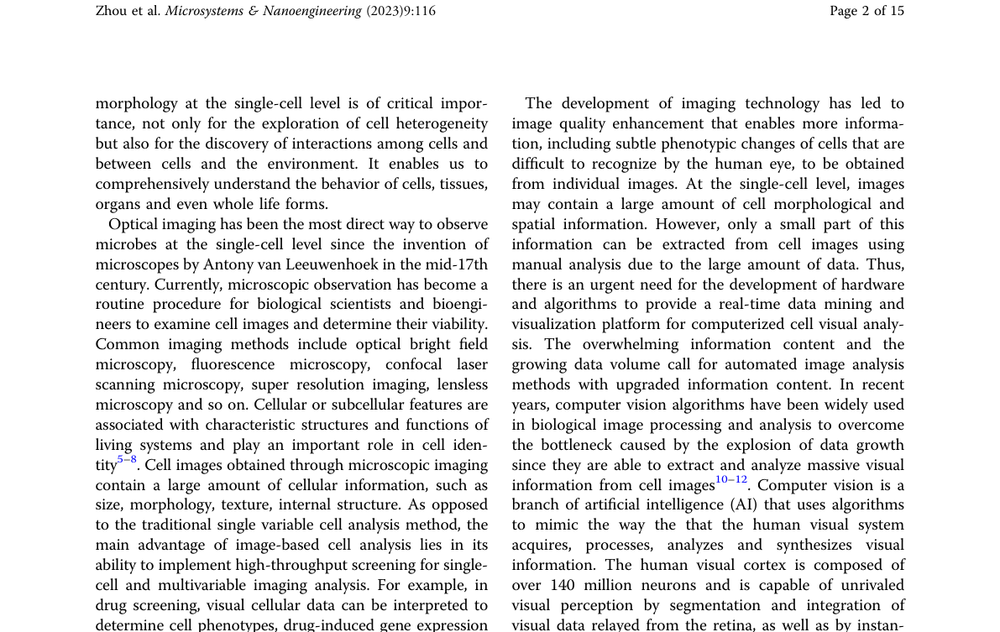 Zhou et al. Microsystems & Nanoengineering (2023)9:116
Page 2 of 15
morphology at the single-cell level is of critical impor-
tance, not only for the exploration of cell heterogeneity
but also for the discovery of interactions among cells and
between cells and the environment. It enables us to
comprehensively understand the behavior of cells, tissues,
organs and even whole life forms.
Optical imaging has been the most direct way to observe
microbes at the single-cell level since the invention of
microscopes by Antony van Leeuwenhoek in the mid-17th
century. Currently, microscopic observation has become a
routine procedure for biological scientists and bioengi-
neers to examine cell images and determine their viability.
Common imaging methods include optical bright field
microscopy, fluorescence microscopy, confocal laser
scanning microscopy, super resolution imaging, lensless
microscopy and so on. Cellular or subcellular features are
associated with characteristic structures and functions of
living systems and play an important role in cell iden-
tity5–8. Cell images obtained through microscopic imaging
contain a large amount of cellular information, such as
size, morphology, texture, internal structure. As opposed
to the traditional single variable cell analysis method, the
main advantage of image-based cell analysis lies in its
ability to implement high-throughput screening for single-
cell and multivariable imaging analysis. For example, in
drug screening, visual cellular data can be interpreted to
determine cell phenotypes, drug-induced gene expression
The development of imaging technology has led to
image quality enhancement that enables more informa-
tion, including subtle phenotypic changes of cells that are
difficult to recognize by the human eye, to be obtained
from individual images. At the single-cell level, images
may contain a large amount of cell morphological and
spatial information. However, only a small part of this
information can be extracted from cell images using
manual analysis due to the large amount of data. Thus,
there is an urgent need for the development of hardware
and algorithms to provide a real-time data mining and
visualization platform for computerized cell visual analy-
sis. The overwhelming information content and the
growing data volume call for automated image analysis
methods with upgraded information content. In recent
years, computer vision algorithms have been widely used
in biological image processing and analysis to overcome
the bottleneck caused by the explosion of data growth
since they are able to extract and analyze massive visual
information from cell images10–12. Computer vision is a
branch of artificial intelligence (AI) that uses algorithms
to mimic the way the that the human visual system
acquires, processes, analyzes and synthesizes visual
information. The human visual cortex is composed of
over 140 million neurons and is capable of unrivaled
visual perception by segmentation and integration of
visual data relayed from the retina, as well as by instan-